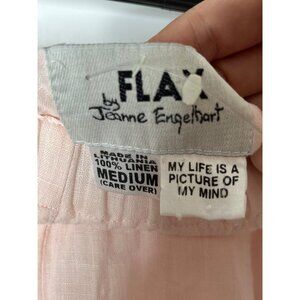 FLAX
by
Jeanne Engelhart
MADE IN
LITHUANIA
100% LINEN
MEDIUM
(CARE OVER)
MY LIFE IS A
PICTURE OF
MY MIND